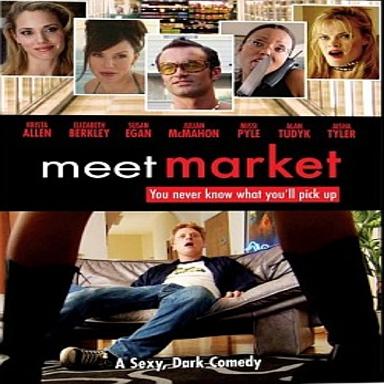 KRISTA ALLEN ELIZABETH BERKLEY SUSAN EGAN JULIAN McMAHON MISSI PYLE ALAN TUDYK AISHA TYLER
meet market
You never know what you'll pick up
A Sexy, Dark Comedy